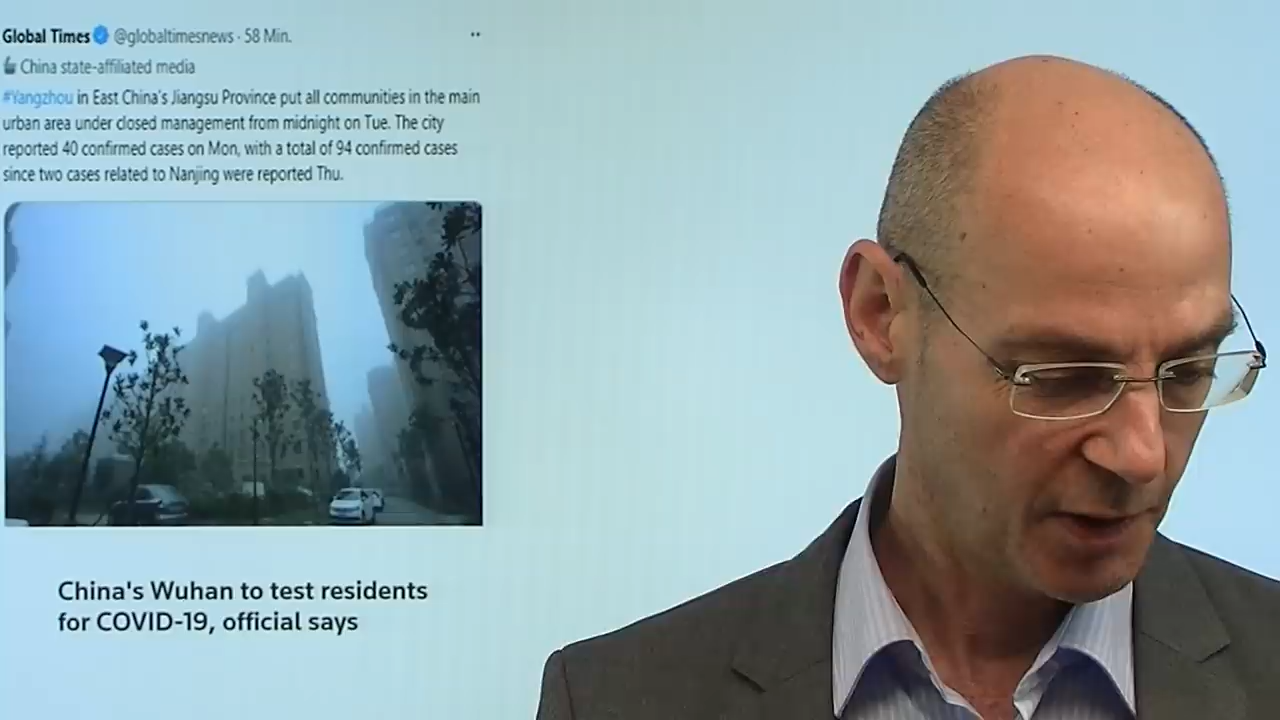 Global Times @globaltimesnews · 58 Min.
China state-affiliated media
#Yangzhou in East China's Jiangsu Province put all communities in the main
urban area under closed management from midnight on Tue. The city
reported 40 confirmed cases on Mon, with a total of 94 confirmed cases
since two cases related to Nanjing were reported Thu.
China's Wuhan to test residents
for COVID-19, official says